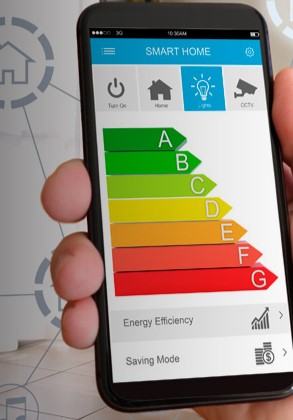 3G 10:30AM
SMART HOME
Turn On Home Lights CCTV
A
B
C
D
E
F
G
Energy Efficiency
Saving Mode